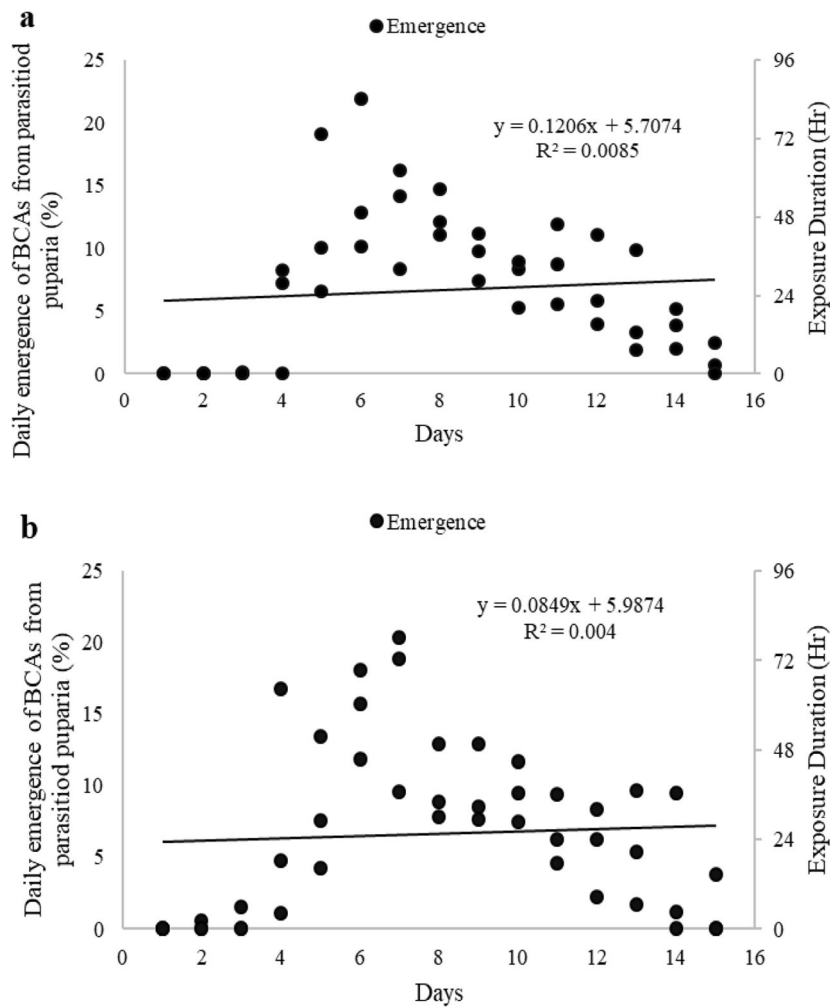 a
Emergence
Daily emergence of BCAs from parasitiod
puparia (%)
25
20
15
10
5
0
y = 0.1206x + 5.7074
R² = 0.0085
96
72
48
24
0
Exposure Duration (Hr)
0 2 4 6 8 10 12 14 16
Days
b
Emergence
Daily emergence of BCAs from
parasitiod puparia (%)
25
20
15
10
5
0
y = 0.0849x + 5.9874
R² = 0.004
96
72
48
24
0
Exposure Duration (Hr)
0 2 4 6 8 10 12 14 16
Days